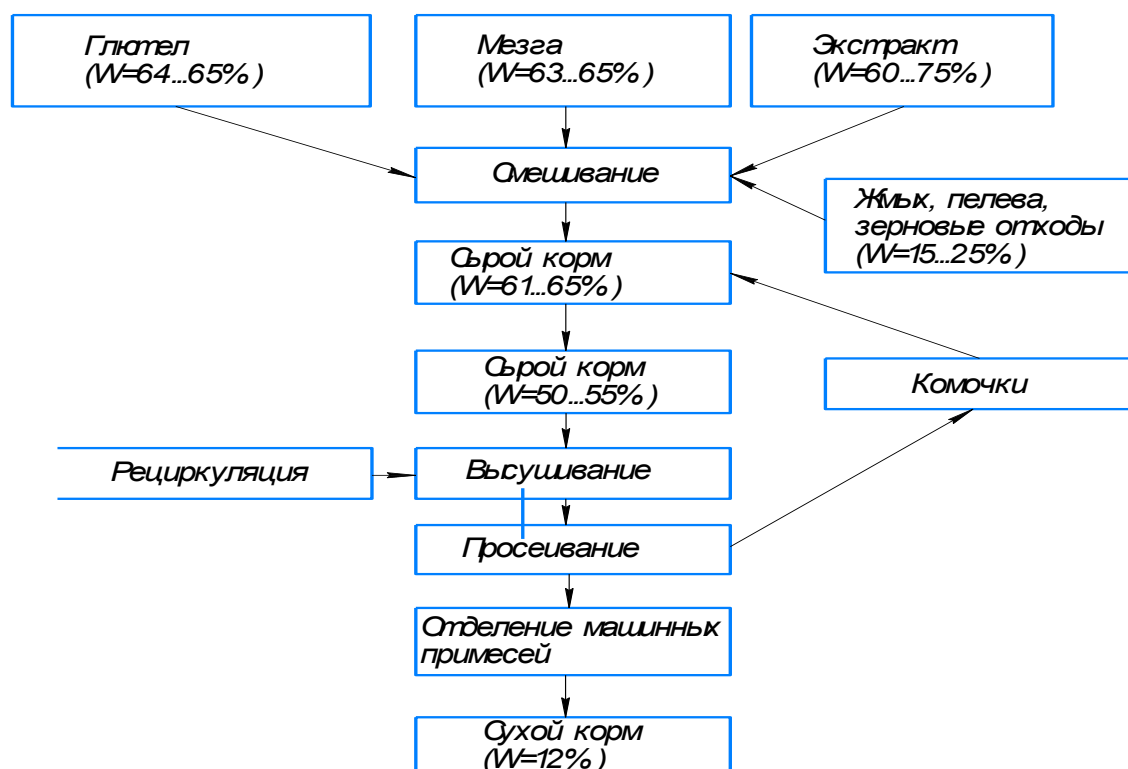 Глютел
(W=64...65%)
Мезга
(W=63...65%)
Экстракт
(W=60...75%)
Смешивание
Жмых, пелева,
зерновые отходы
(W=15...25%)
Сырой корм
(W=61...65%)
Сырой корм
(W=50...55%)
Комочки
Рециркуляция
Высушивание
Просеивание
Отделение машинных
примесей
Сухой корм
(W=12%)